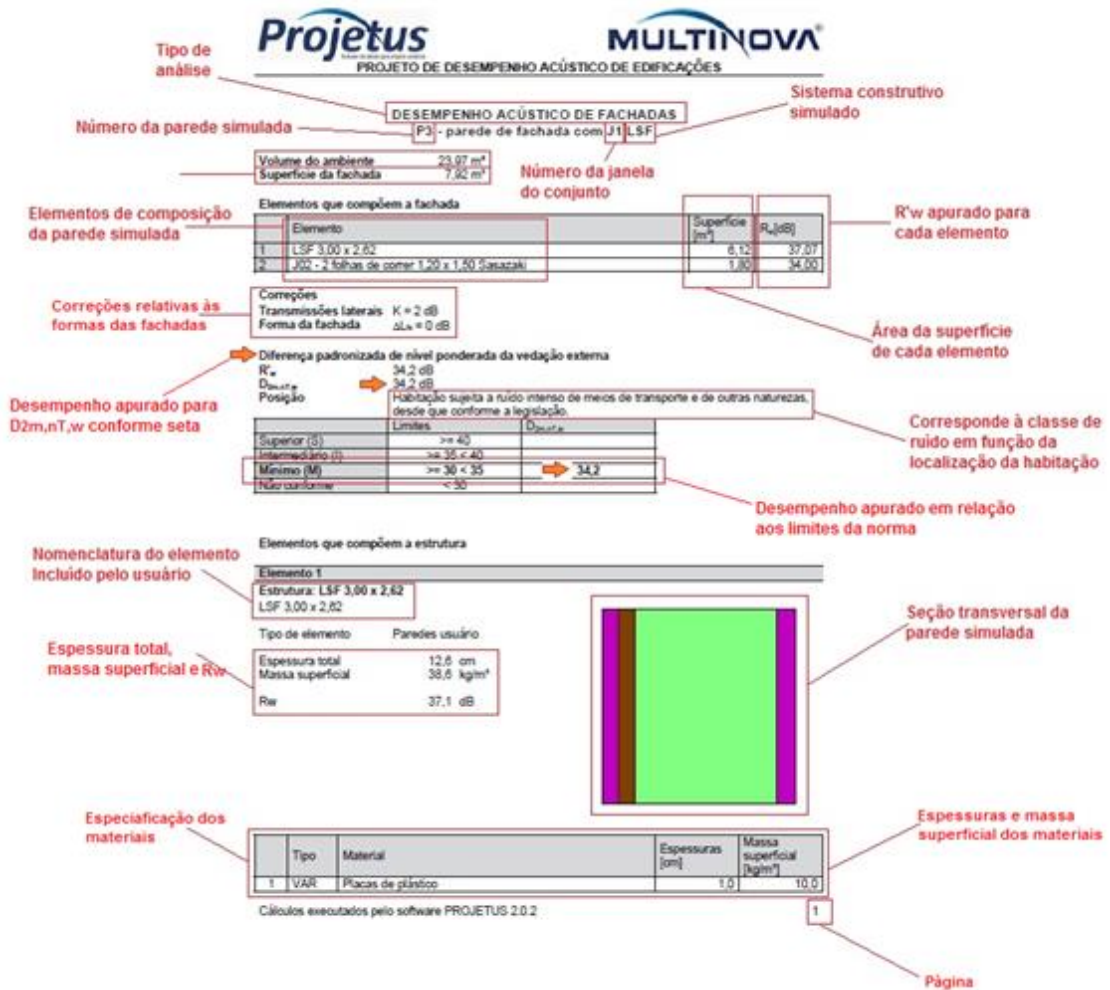 Projetus
MULTINOVA®
PROJETO DE DESEMPENHO ACÚSTICO DE EDIFICAÇÕES
Tipo de
análise
DESEMPENHO ACÚSTICO DE FACHADAS
P3 - parede de fachada com J1 LSF
Sistema construtivo
simulado
Número da parede simulada
Volume do ambiente 23,97 m³
Superfície da fachada 7,92 m²
Número da janela
do conjunto
Elementos de composição
da parede simulada
Elementos que compõem a fachada
Elemento Superfície [m²] Rw[dB]
1 LSF 3,00 x 2,62 6,12 37,07
2 J02 - 2 folhas de correr 1,20 x 1,50 Sasazaki 1,80 34,00
R'w apurado para
cada elemento
Correções relativas às
formas das fachadas
Correções
Transmissões laterais K = 2 dB
Forma da fachada ΔLfs = 0 dB
Área da superfície
de cada elemento
Diferença padronizada de nível ponderada da vedação externa
R'w 34,2 dB
D2m,nT,w 34,2 dB
Posição Habitação sujeita a ruído intenso de meios de transporte e de outras naturezas,
desde que conforme a legislação.
Desempenho apurado para
D2m,nT,w conforme seta
Corresponde à classe de
ruído em função da
localização da habitação
Limites D2m,nT,w
Superior (S) >= 40
Intermediário (I) >= 35 < 40
Mínimo (M) >= 30 < 35 34,2
Não conforme < 30
Desempenho apurado em relação
aos limites da norma
Elementos que compõem a estrutura
Nomenclatura do elemento
Incluído pelo usuário
Elemento 1
Estrutura: LSF 3,00 x 2,62
LSF 3,00 x 2,62
Tipo de elemento Paredes usuário
Espessura total,
massa superficial e Rw
Espessura total 12,6 cm
Massa superficial 38,6 kg/m²
Rw 37,1 dB
Seção transversal da
parede simulada
Especiaficação dos
materiais
Tipo Material Espessuras [cm] Massa superficial [kg/m²]
1 VAR Placas de plástico 1,0 10,0
Espessuras e massa
superficial dos materiais
Cálculos executados pelo software PROJETUS 2.0.2 1
Página